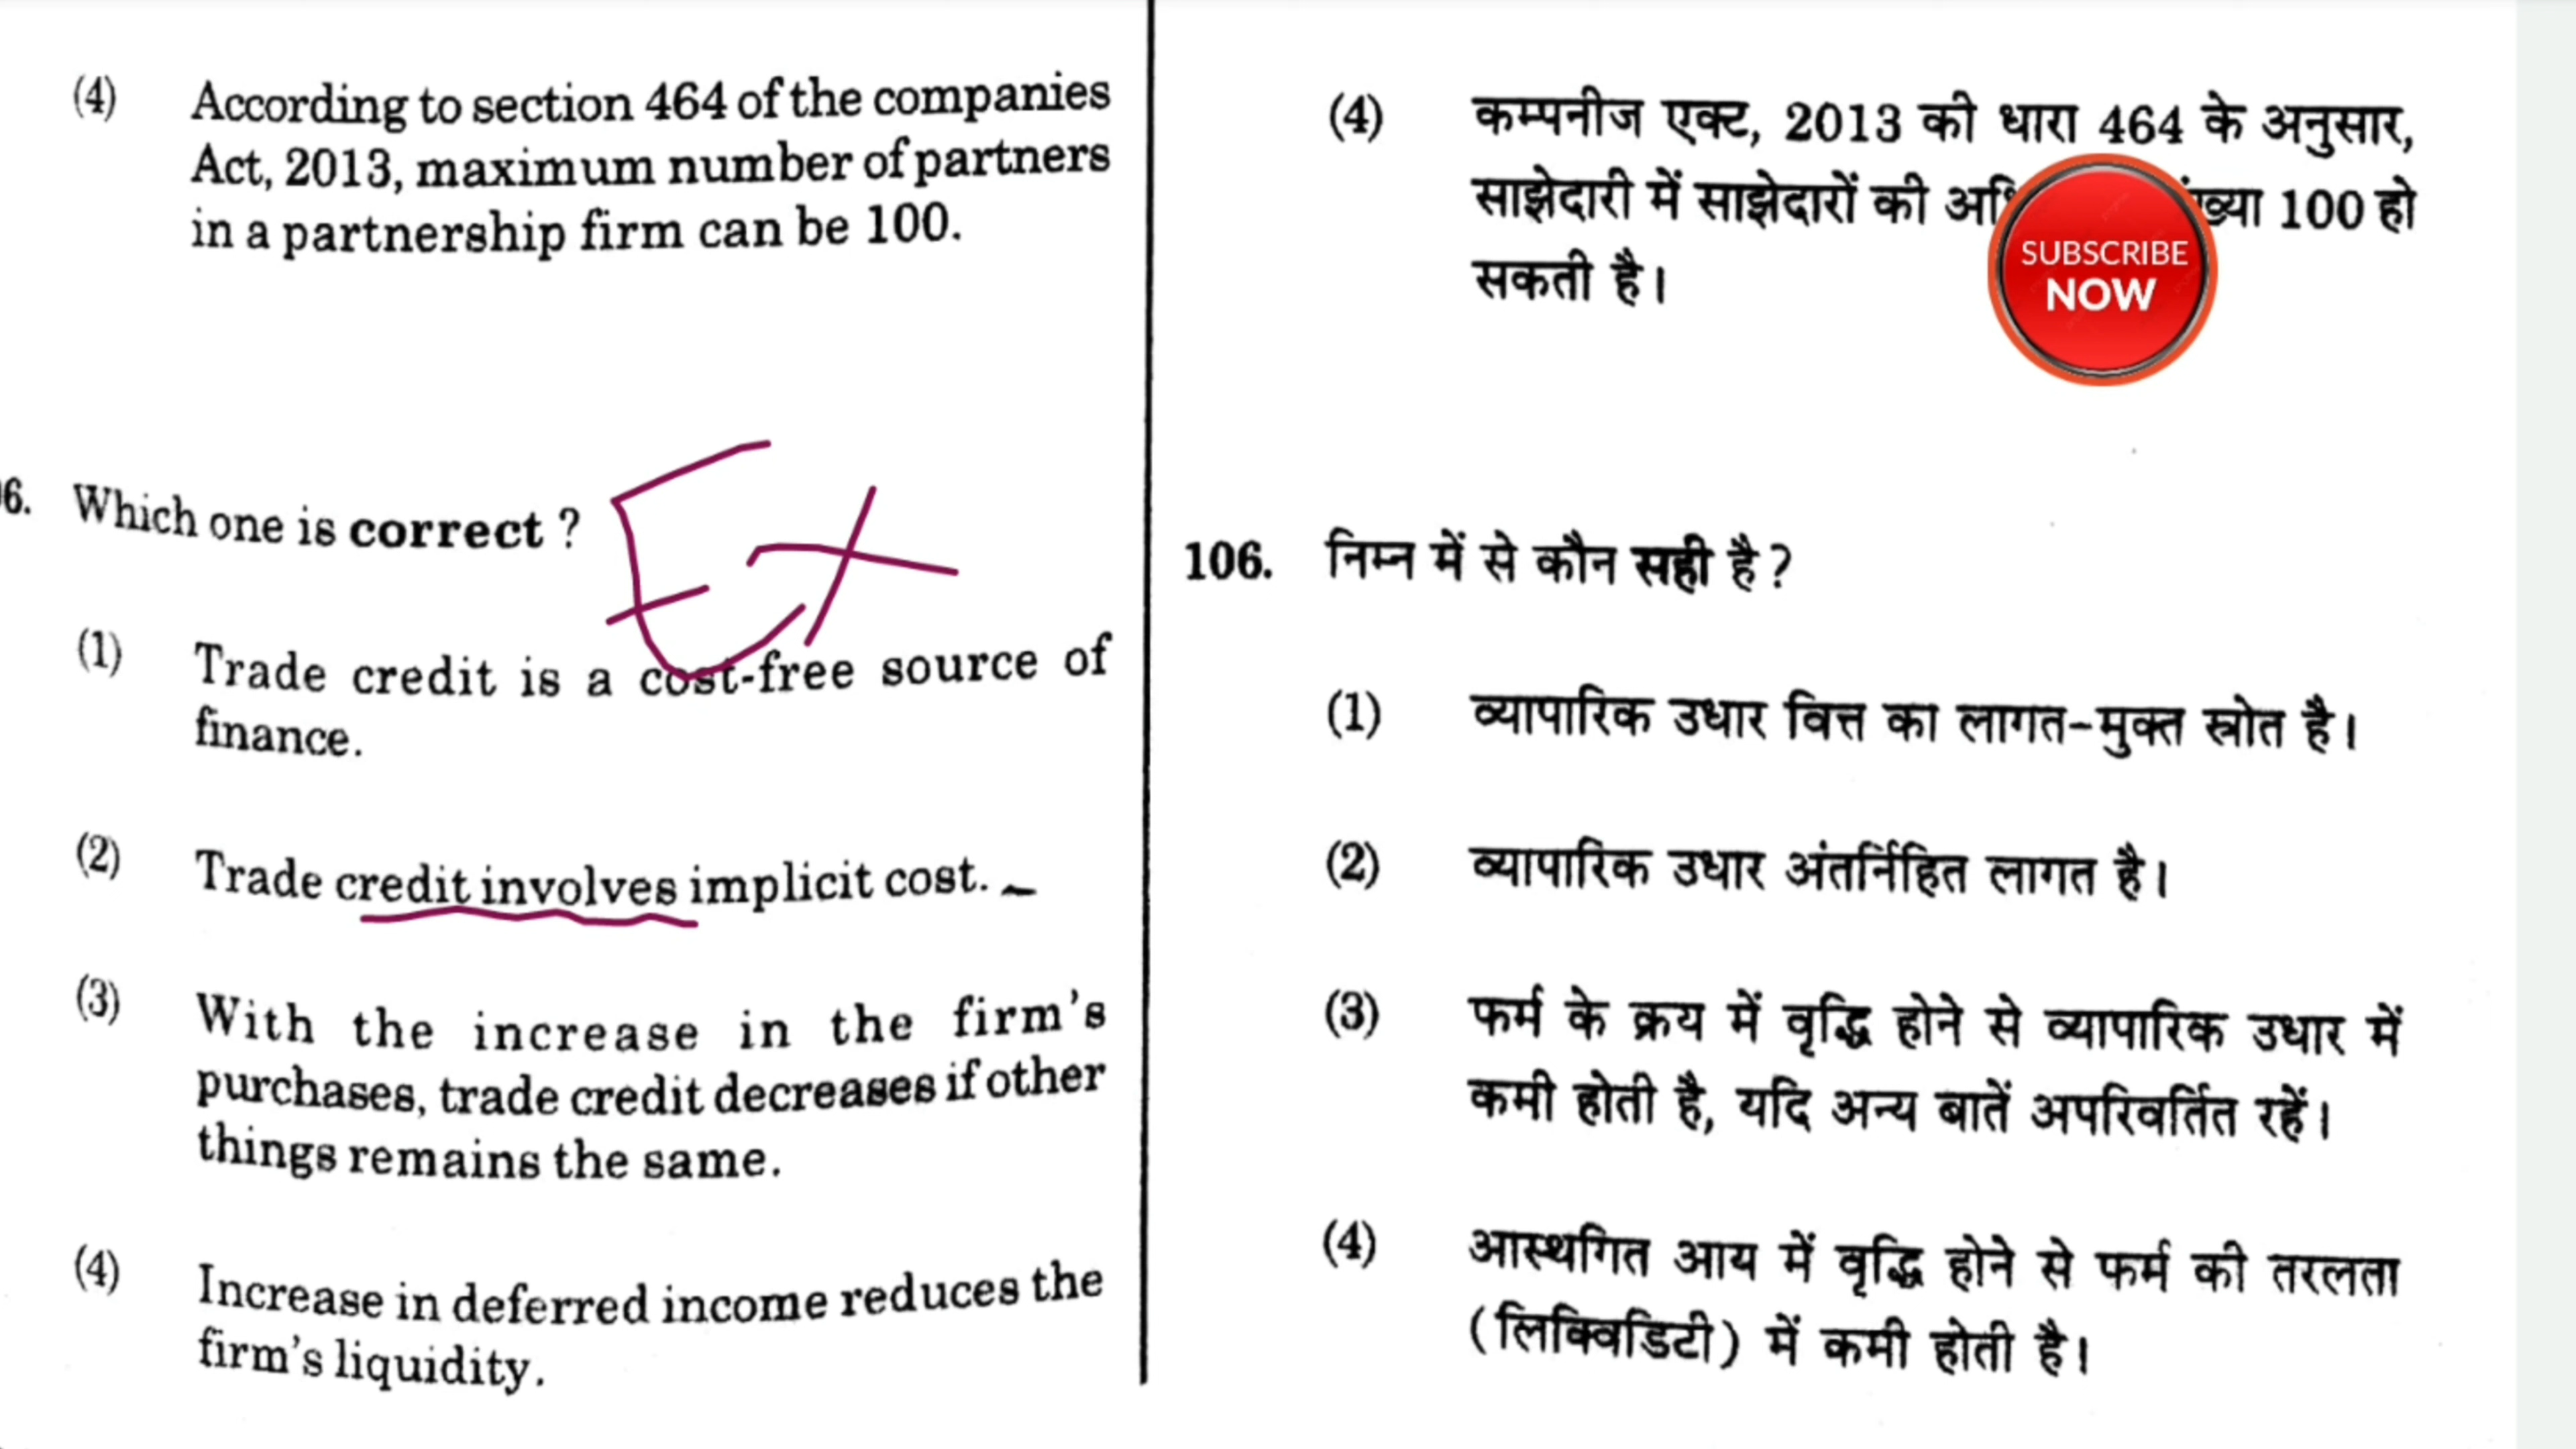 (4) According to section 464 of the companies
Act, 2013, maximum number of partners
in a partnership firm can be 100.
6. Which one is correct ?
(1) Trade credit is a cost-free source of
finance.
(2) Trade credit involves implicit cost.
(3) With the increase in the firm's
purchases, trade credit decreases if other
things remains the same.
(4) Increase in deferred income reduces the
firm's liquidity.
(4) कम्पनीज एक्ट, 2013 की धारा 464 के अनुसार,
साझेदारी में साझेदारों की 100 हो
सकती है।
SUBSCRIBE
NOW
106. निम्न में से कौन सही है ?
(1) व्यापारिक उधार वित्त का लागत-मुक्त स्त्रोत है।
(2) व्यापारिक उधार अंतर्निहित लागत है।
(3) फर्म के क्रय में वृद्धि होने से व्यापारिक उधार में
कमी होती है, यदि अन्य बातें अपरिवर्तित रहें।
(4) आस्थगित आय में वृद्धि होने से फर्म की तरलता
(लिक्विडिटी) में कमी होती है।